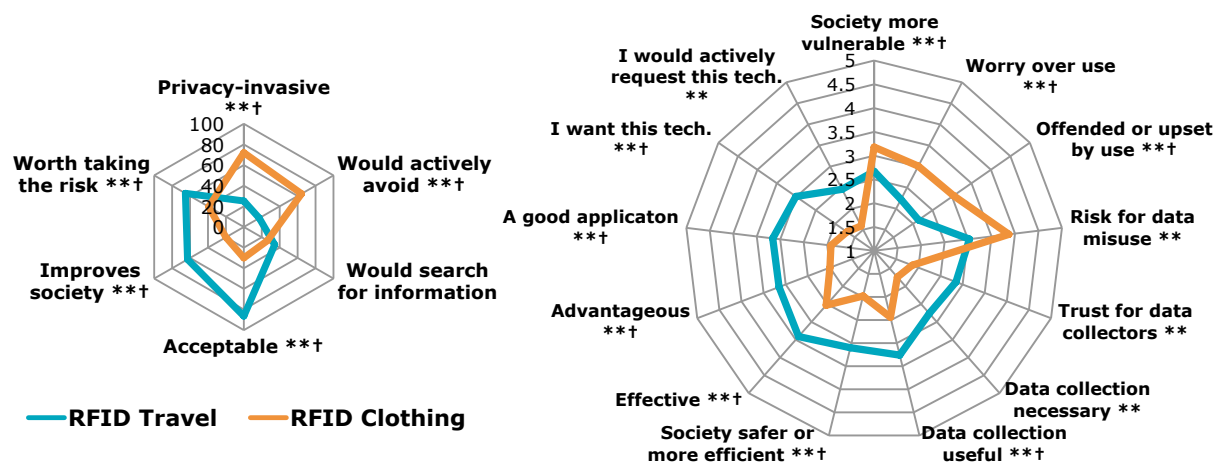 Privacy-invasive
**†
100
80
60
40
20
0
Would actively
avoid **†
Would search
for information
Acceptable **†
Improves
society **†
Worth taking
the risk **†
RFID Travel
RFID Clothing
Society more
vulnerable **†
5
4.5
4
3.5
3
2.5
2
1.5
1
Worry over use
**†
Offended or upset
by use **†
Risk for data
misuse **
Trust for data
collectors **
Data collection
necessary **
Data collection
useful **†
Society safer or
more efficient **†
Effective **†
Advantageous
**†
A good applicaton
**†
I want this tech.
**†
I would actively
request this tech.
**